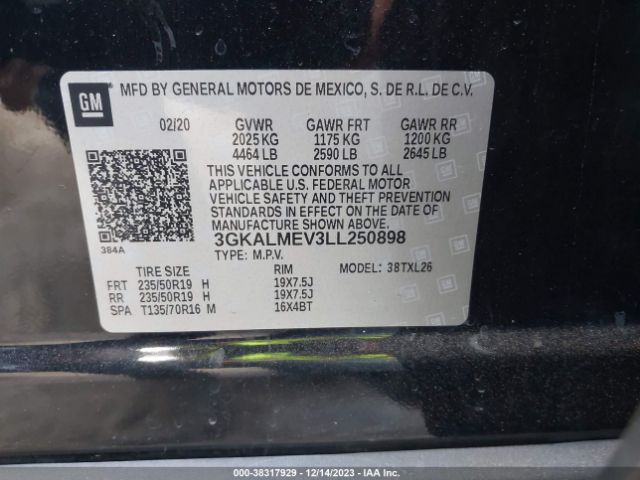 GM
MFD BY GENERAL MOTORS DE MEXICO, S. DE R.L. DE C.V.
02/20 GVWR GAWR FRT GAWR RR
2025 KG 1175 KG 1200 KG
4464 LB 2590 LB 2645 LB
THIS VEHICLE CONFORMS TO ALL
APPLICABLE U.S. FEDERAL MOTOR
VEHICLE SAFETY AND THEFT PREVENTION
STANDARDS IN EFFECT ON THE DATE OF
MANUFACTURE SHOWN ABOVE.
384A
3GKALMEV3LL250898
TYPE: M.P.V. MODEL: 38TXL26
TIRE SIZE RIM
FRT 235/50R19 H 19X7.5J
RR 235/50R19 H 19X7.5J
SPA T135/70R16 M 16X4BT
000-38317929 - 12/14/2023 - IAA Inc.